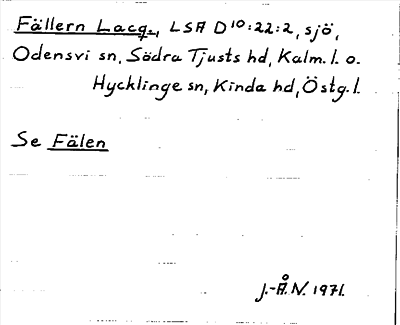 Fällern Lacq., LSA D10:22:2, sjö,
Odensvi sn, Södra Tjusts hd, Kalm.l. o.
Hycklinge sn, Kinda hd, Östg.l.
Se Fälen
J.-Å.N. 1971.